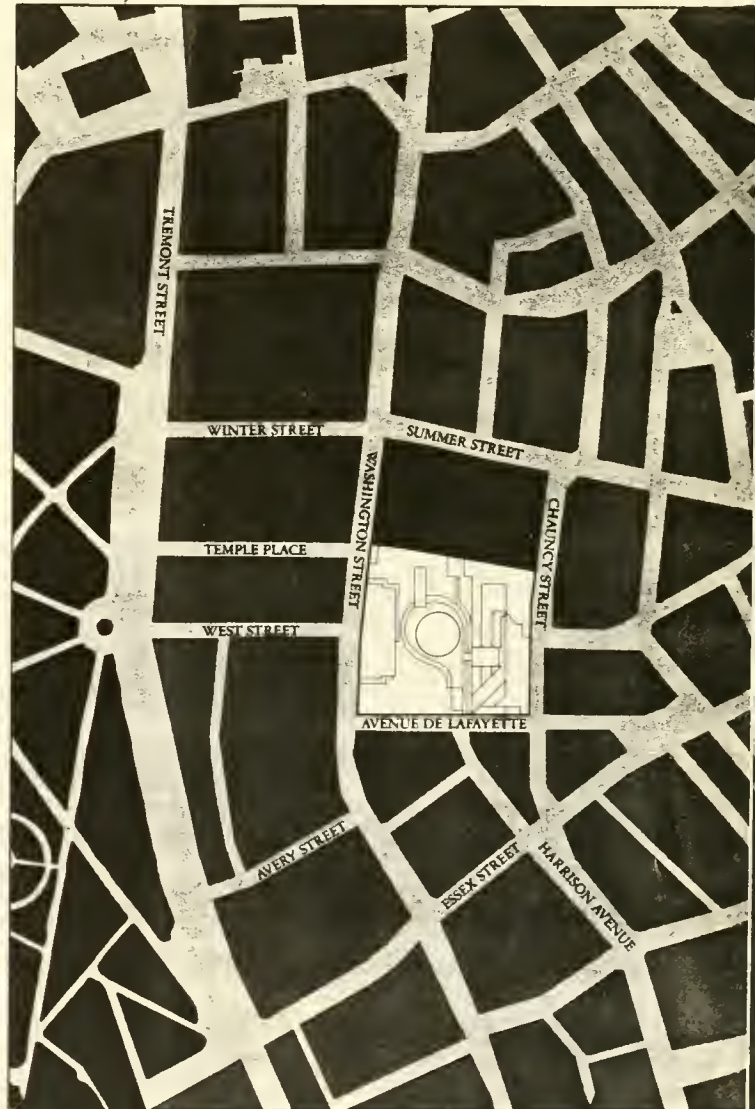 TREMONT STREET
WINTER STREET
SUMMER STREET
WASHINGTON STREET
CHAUNCY STREET
TEMPLE PLACE
WEST STREET
AVENUE DE LAFAYETTE
AVERY STREET
ESSEX STREET
HARRISON AVENUE